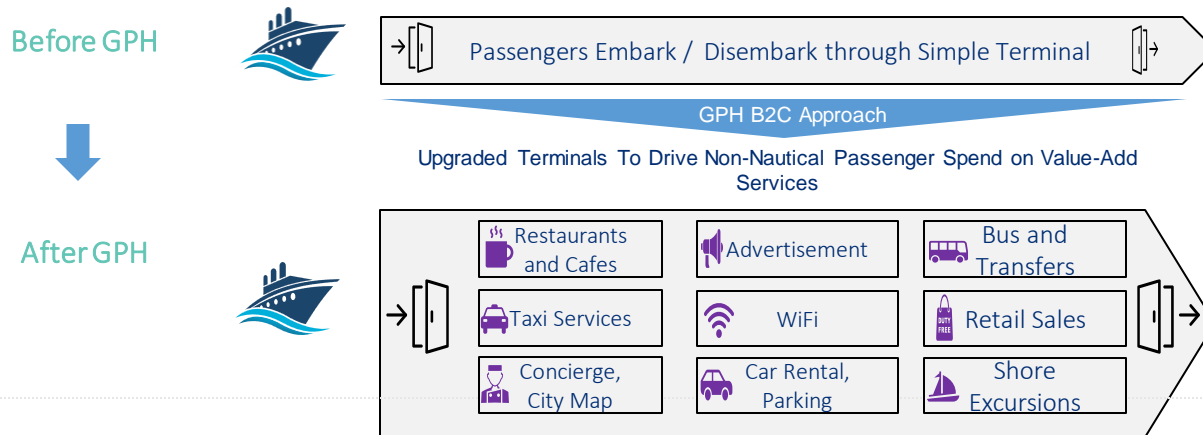 Before GPH
Passengers Embark / Disembark through Simple Terminal
GPH B2C Approach
Upgraded Terminals To Drive Non-Nautical Passenger Spend on Value-Add
Services
After GPH
Restaurants
and Cafes
Advertisement
Bus and
Transfers
Taxi Services
WiFi
DUTY
FREE
Retail Sales
Concierge,
City Map
Car Rental,
Parking
Shore
Excursions